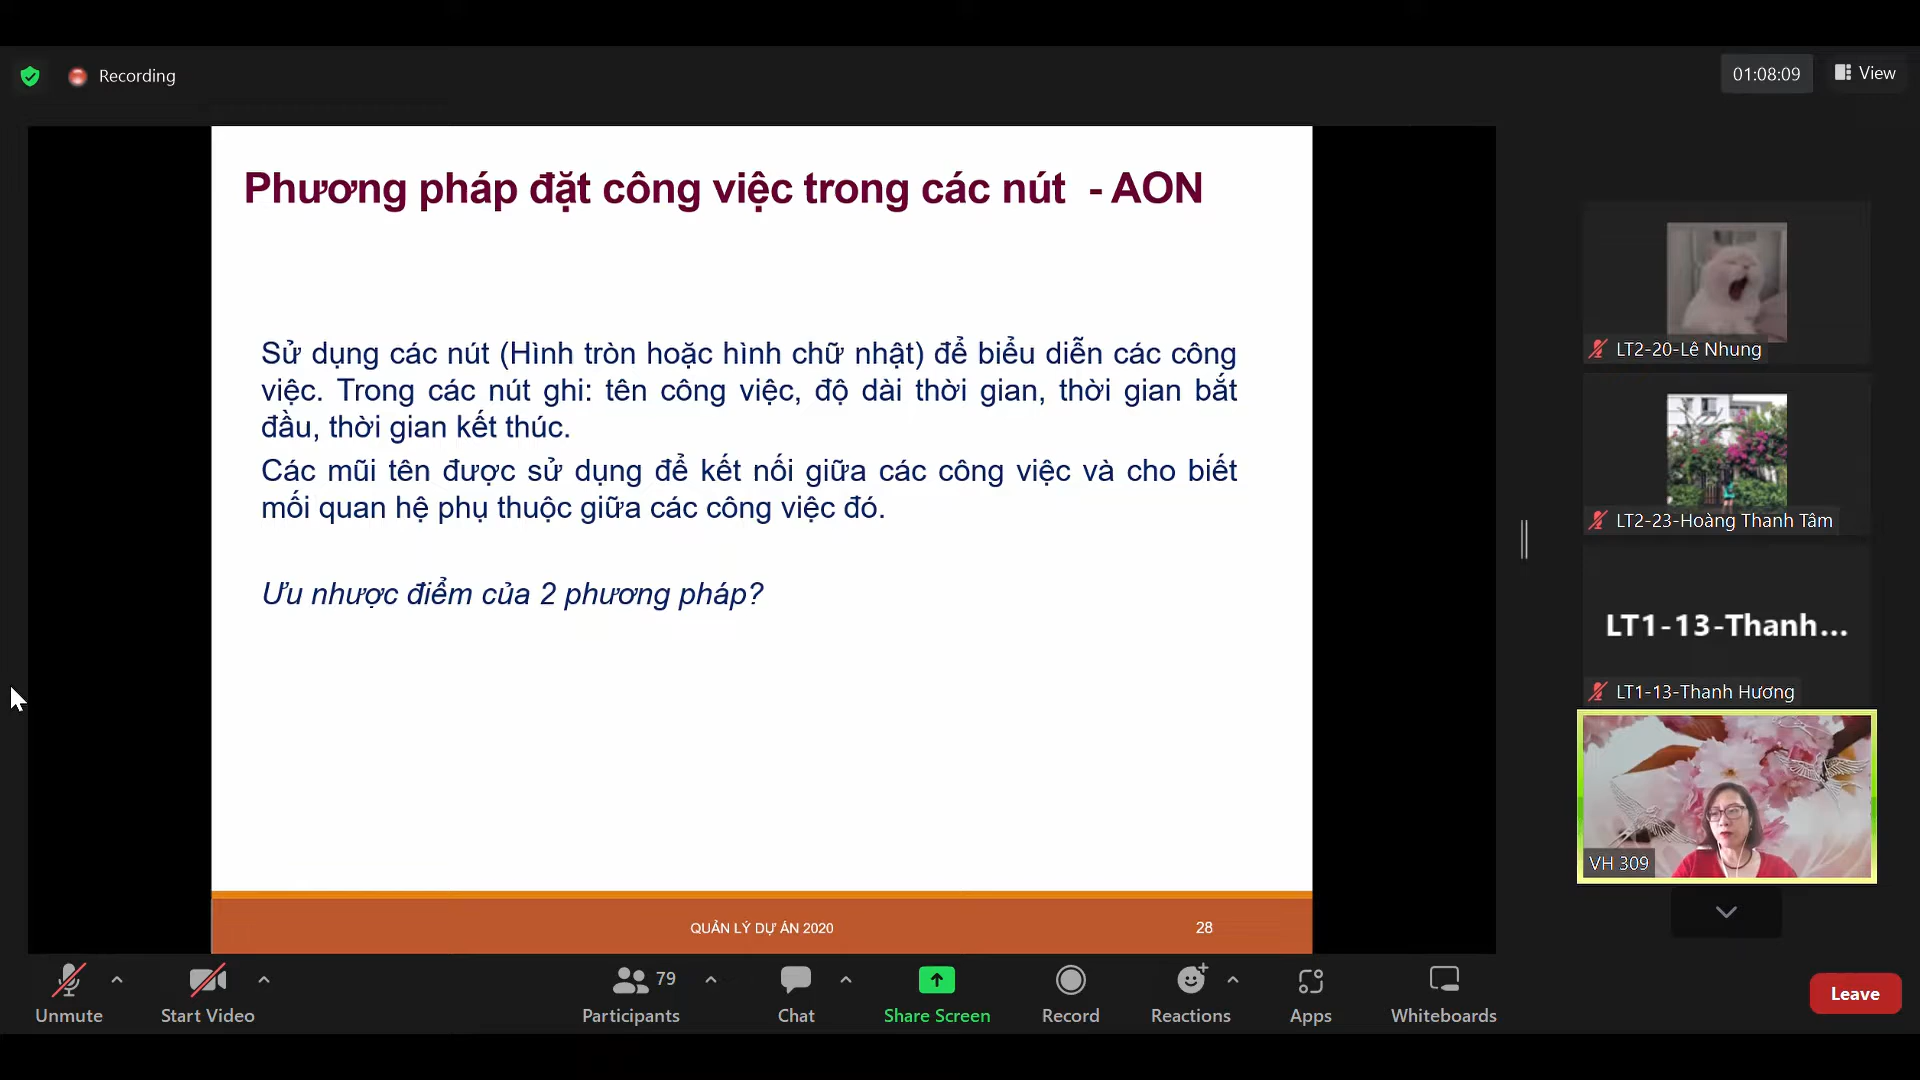 Recording
01:08:09
View
Phương pháp đặt công việc trong các nút - AON
Sử dụng các nút (Hình tròn hoặc hình chữ nhật) để biểu diễn các công
việc. Trong các nút ghi: tên công việc, độ dài thời gian, thời gian bắt
đầu, thời gian kết thúc.
Các mũi tên được sử dụng để kết nối giữa các công việc và cho biết
mối quan hệ phụ thuộc giữa các công việc đó.
Ưu nhược điểm của 2 phương pháp?
QUẢN LÝ DỰ ÁN 2020
28
LT2-20-Lê Nhung
LT2-23-Hoàng Thanh Tâm
LT1-13-Thanh...
LT1-13-Thanh Hương
VH 309
Unmute
Start Video
79
Participants
Chat
Share Screen
Record
Reactions
Apps
Whiteboards
Leave